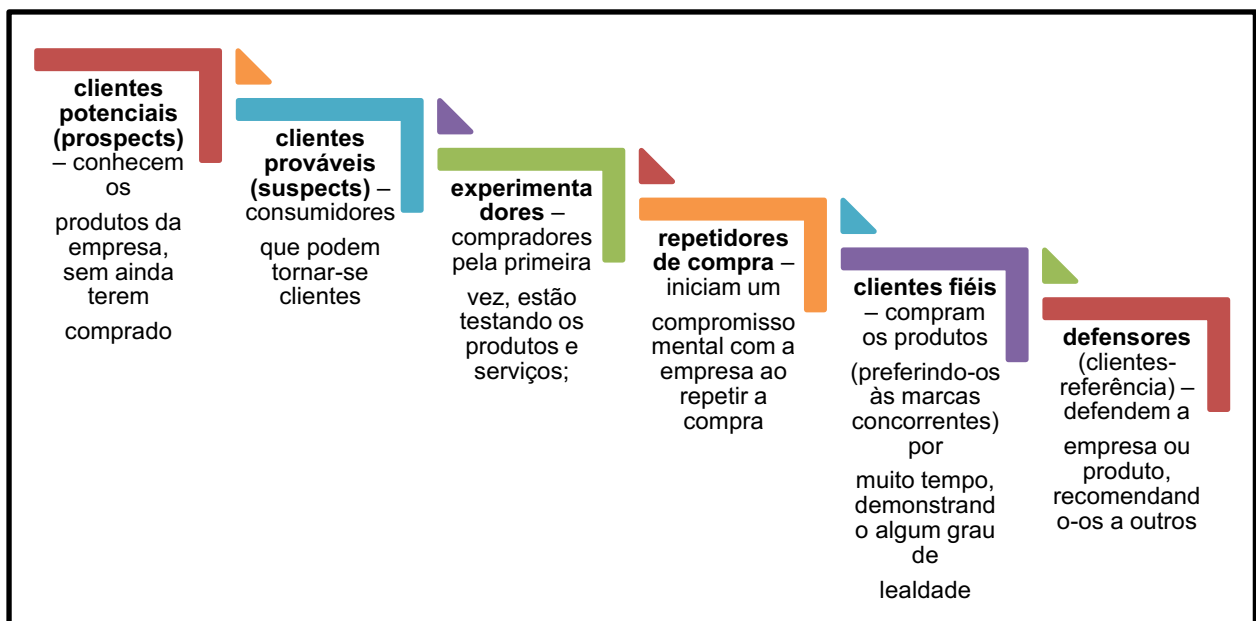 clientes
potenciais
(prospects)
– conhecem
os
produtos da
empresa,
sem ainda
terem
comprado
clientes
prováveis
(suspects) –
consumidores
que podem
tornar-se
clientes
experimenta
dores –
compradores
pela primeira
vez, estão
testando os
produtos e
serviços;
repetidores
de compra –
iniciam um
compromisso
mental com a
empresa ao
repetir a
compra
clientes fiéis
– compram
os produtos
(preferindo-os
às marcas
concorrentes)
por
muito tempo,
demonstrand
o algum grau
de
lealdade
defensores
(clientes-
referência) –
defendem a
empresa ou
produto,
recomendand
o-os a outros